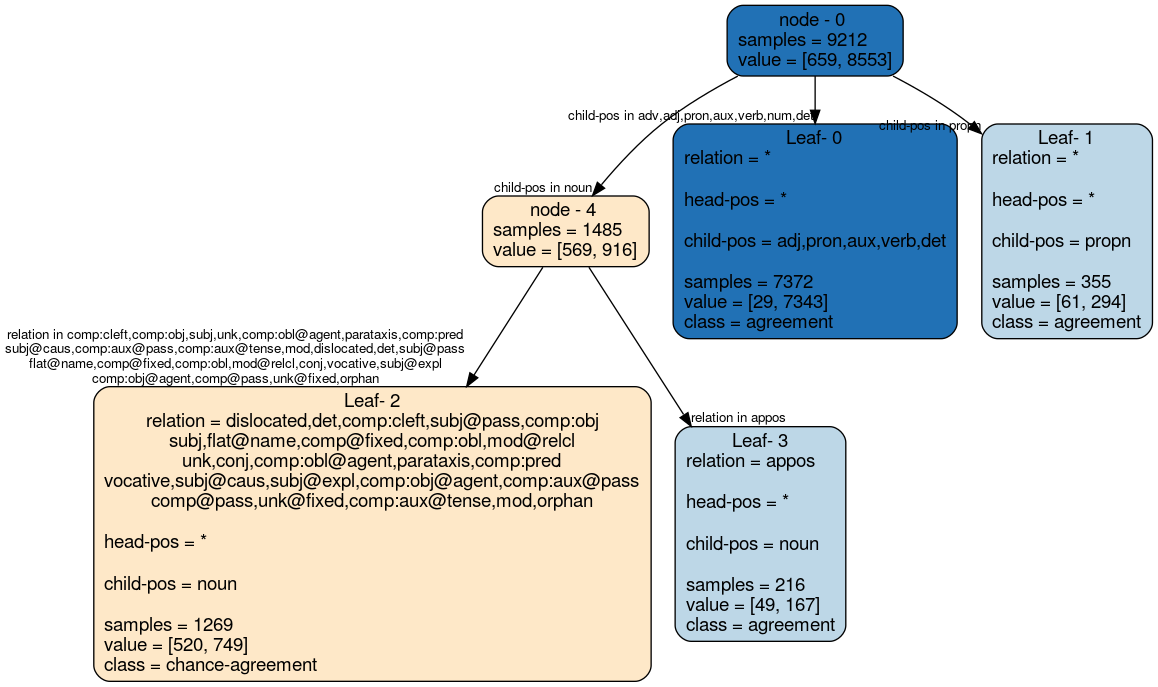 node - 0
samples = 9212
value = [659, 8553]
child-pos in adv,adj,pron,aux,verb,num,det
child-pos in propn
Leaf- 0
relation = *
head-pos = *
child-pos = adj,pron,aux,verb,det
samples = 7372
value = [29, 7343]
class = agreement
Leaf- 1
relation = *
head-pos = *
child-pos = propn
samples = 355
value = [61, 294]
class = agreement
child-pos in noun
node - 4
samples = 1485
value = [569, 916]
relation in comp:cleft,comp:obj,subj,unk,comp:obl@agent,parataxis,comp:pred
subj@caus,comp:aux@pass,comp:aux@tense,mod,dislocated,det,subj@pass
flat@name,comp@fixed,comp:obl,mod@relcl,conj,vocative,subj@expl
comp:obj@agent,comp@pass,unk@fixed,orphan
Leaf- 2
relation = dislocated,det,comp:cleft,subj@pass,comp:obj
subj,flat@name,comp@fixed,comp:obl,mod@relcl
unk,conj,comp:obl@agent,parataxis,comp:pred
vocative,subj@caus,subj@expl,comp:obj@agent,comp:aux@pass
comp@pass,unk@fixed,comp:aux@tense,mod,orphan
head-pos = *
child-pos = noun
samples = 1269
value = [520, 749]
class = chance-agreement
relation in appos
Leaf- 3
relation = appos
head-pos = *
child-pos = noun
samples = 216
value = [49, 167]
class = agreement